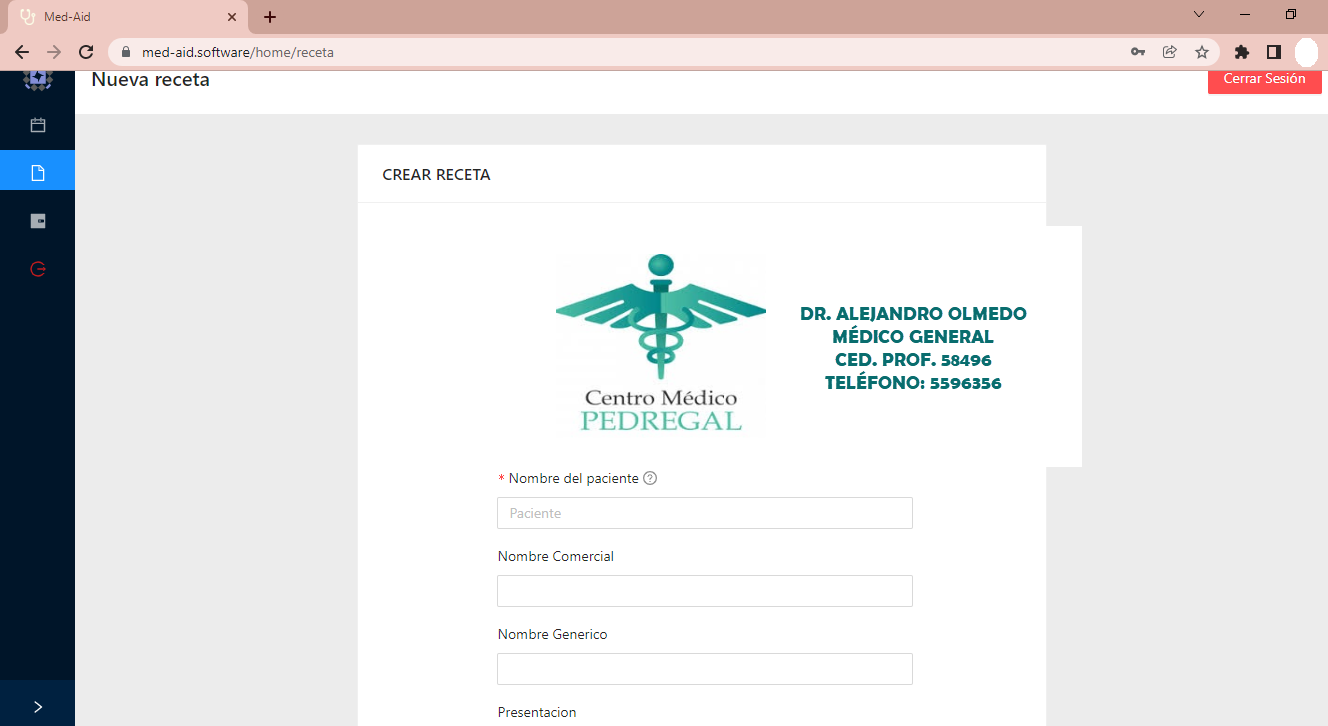 Med-Aid
med-aid.software/home/receta
Nueva receta
Cerrar Sesión
CREAR RECETA
Centro Médico
PEDREGAL
DR. ALEJANDRO OLMEDO
MÉDICO GENERAL
CED. PROF. 58496
TELÉFONO: 5596356
* Nombre del paciente
Paciente
Nombre Comercial
Nombre Generico
Presentacion